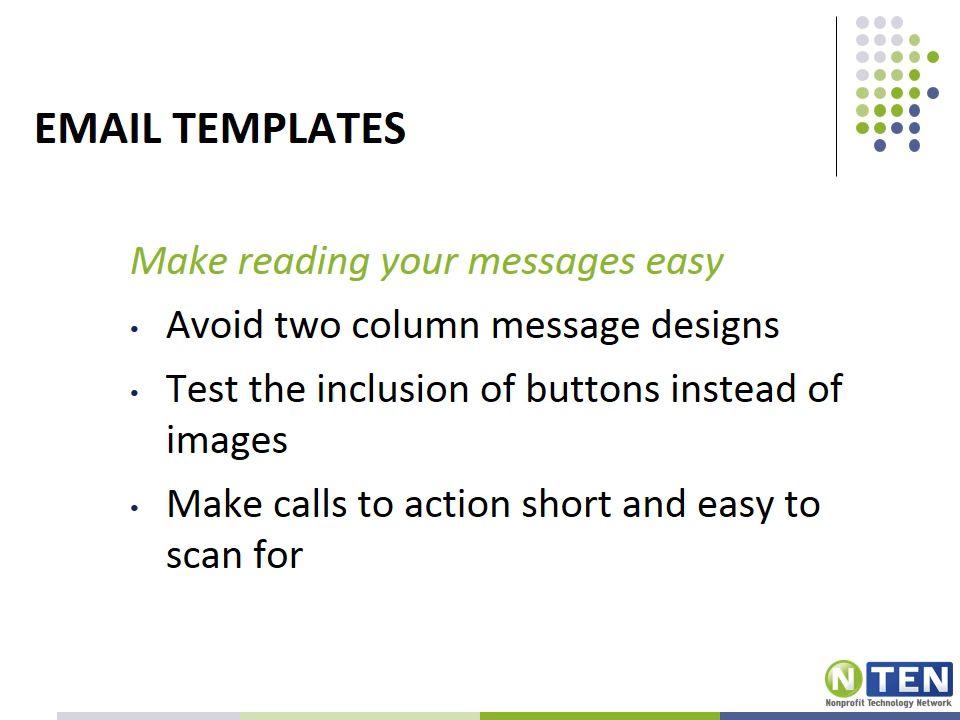 EMAIL TEMPLATES
Make reading your messages easy
• Avoid two column message designs
• Test the inclusion of buttons instead of
images
• Make calls to action short and easy to
scan for
NTEN
Nonprofit Technology Network